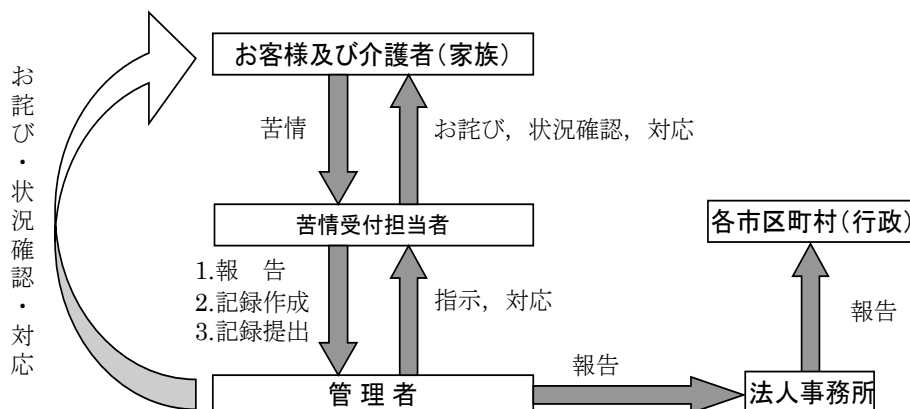 お客様及び介護者(家族)
お詫び・状況確認・対応
苦情
お詫び，状況確認，対応
苦情受付担当者
各市区町村(行政)
1.報　告
2.記録作成
3.記録提出
指示，対応
報告
報告
管 理 者
法人事務所